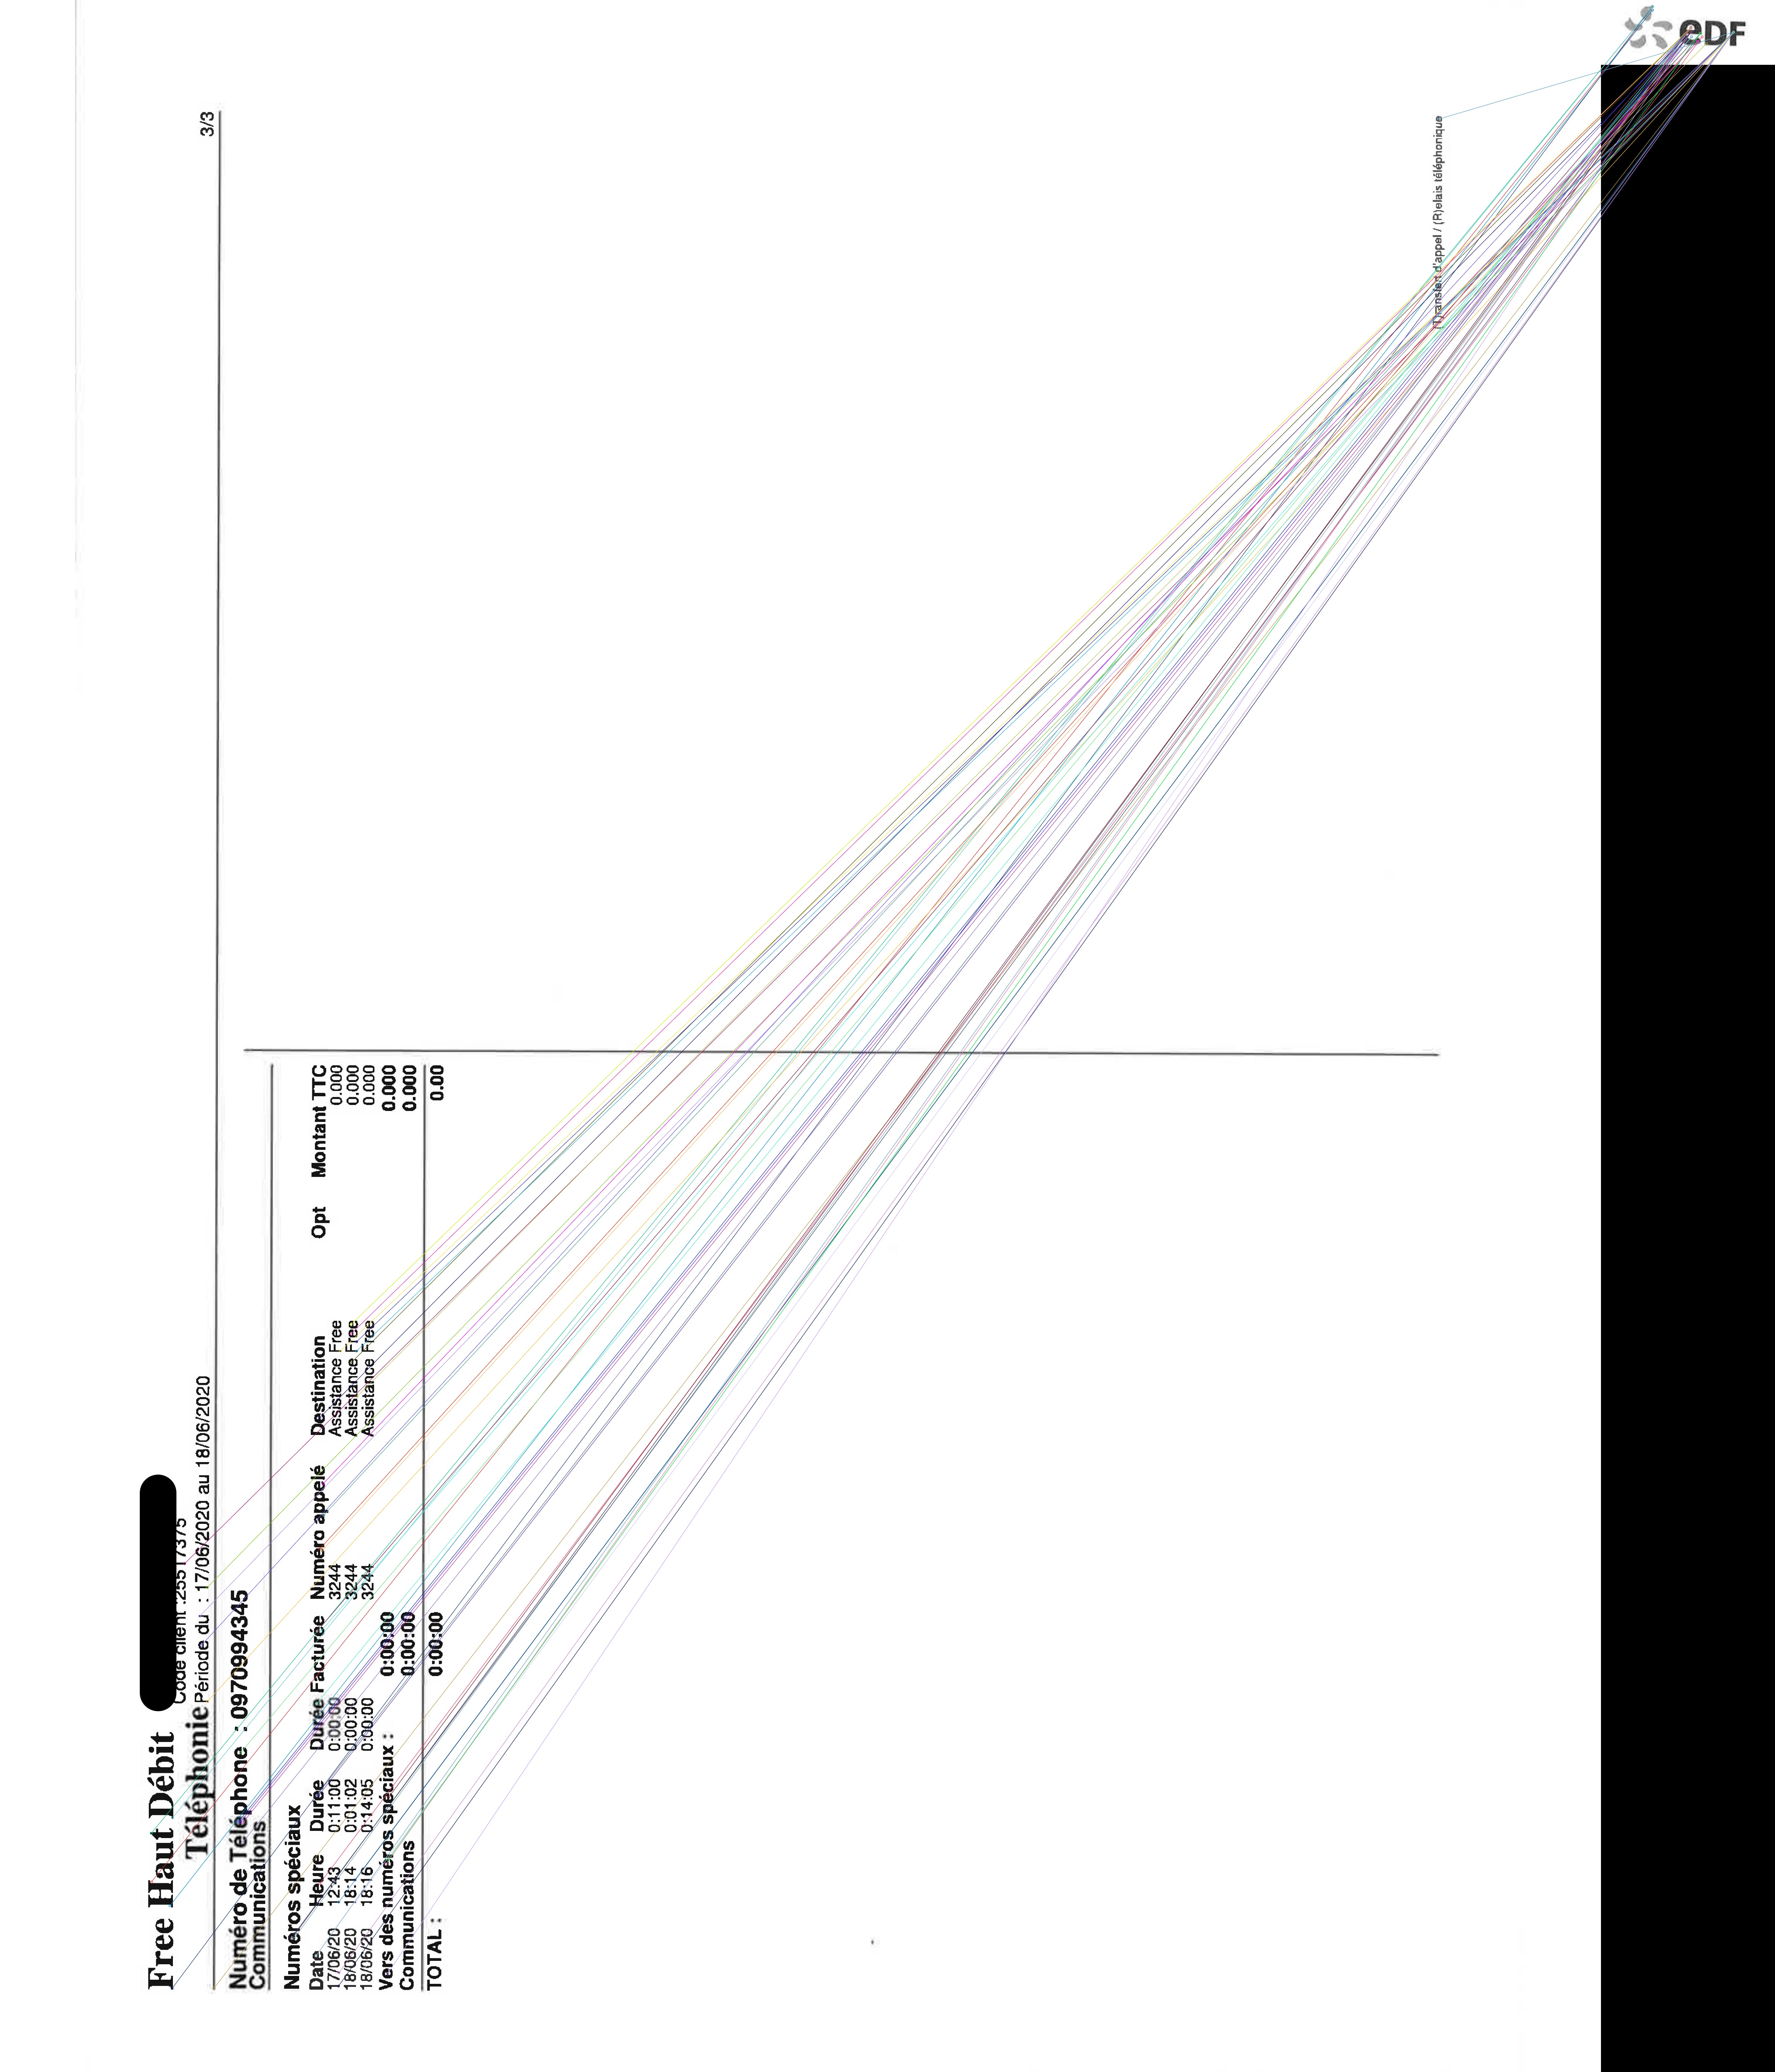 eDF
3/3
Free Haut Débit
Code client :25517375
Téléphonie Période du : 17/06/2020 au 18/06/2020
Numéro de Téléphone : 0970994345
Communications
Numéros spéciaux
Date Heure Durée Durée Facturée Numéro appelé Destination Opt Montant TTC
17/06/20 12:43 0:11:00 0:00:00 3244 Assistance Free 0.000
18/06/20 18:14 0:01:02 0:00:00 3244 Assistance Free 0.000
18/06/20 18:16 0:14:05 0:00:00 3244 Assistance Free 0.000
Vers des numéros spéciaux : 0:00:00 0.000
Communications 0:00:00 0.000
TOTAL : 0:00:00 0.00
(T)ransfert d'appel / (R)elais téléphonique